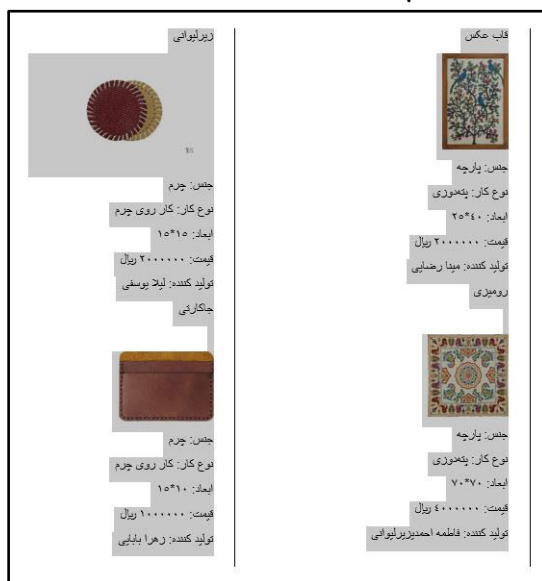 قاب عکس
جنس: پارچه
نوع کار: پته‌دوزی
ابعاد: ۴۰*۲۵
قیمت: ۲۰۰۰۰۰۰ ریال
تولید کننده: مینا رضایی
رومیزی
جنس: پارچه
نوع کار: پته‌دوزی
ابعاد: ۷۰*۷۰
قیمت: ۴۰۰۰۰۰۰ ریال
تولید کننده: فاطمه احمدیزیرلیوانی
زیرلیوانی
جنس: چرم
نوع کار: کار روی چرم
ابعاد: ۱۵*۱۵
قیمت: ۲۰۰۰۰۰۰ ریال
تولید کننده: لیلا یوسفی
جاکارتی
جنس: چرم
نوع کار: کار روی چرم
ابعاد: ۱۰*۱۵
قیمت: ۱۰۰۰۰۰۰ ریال
تولید کننده: زهرا بابایی